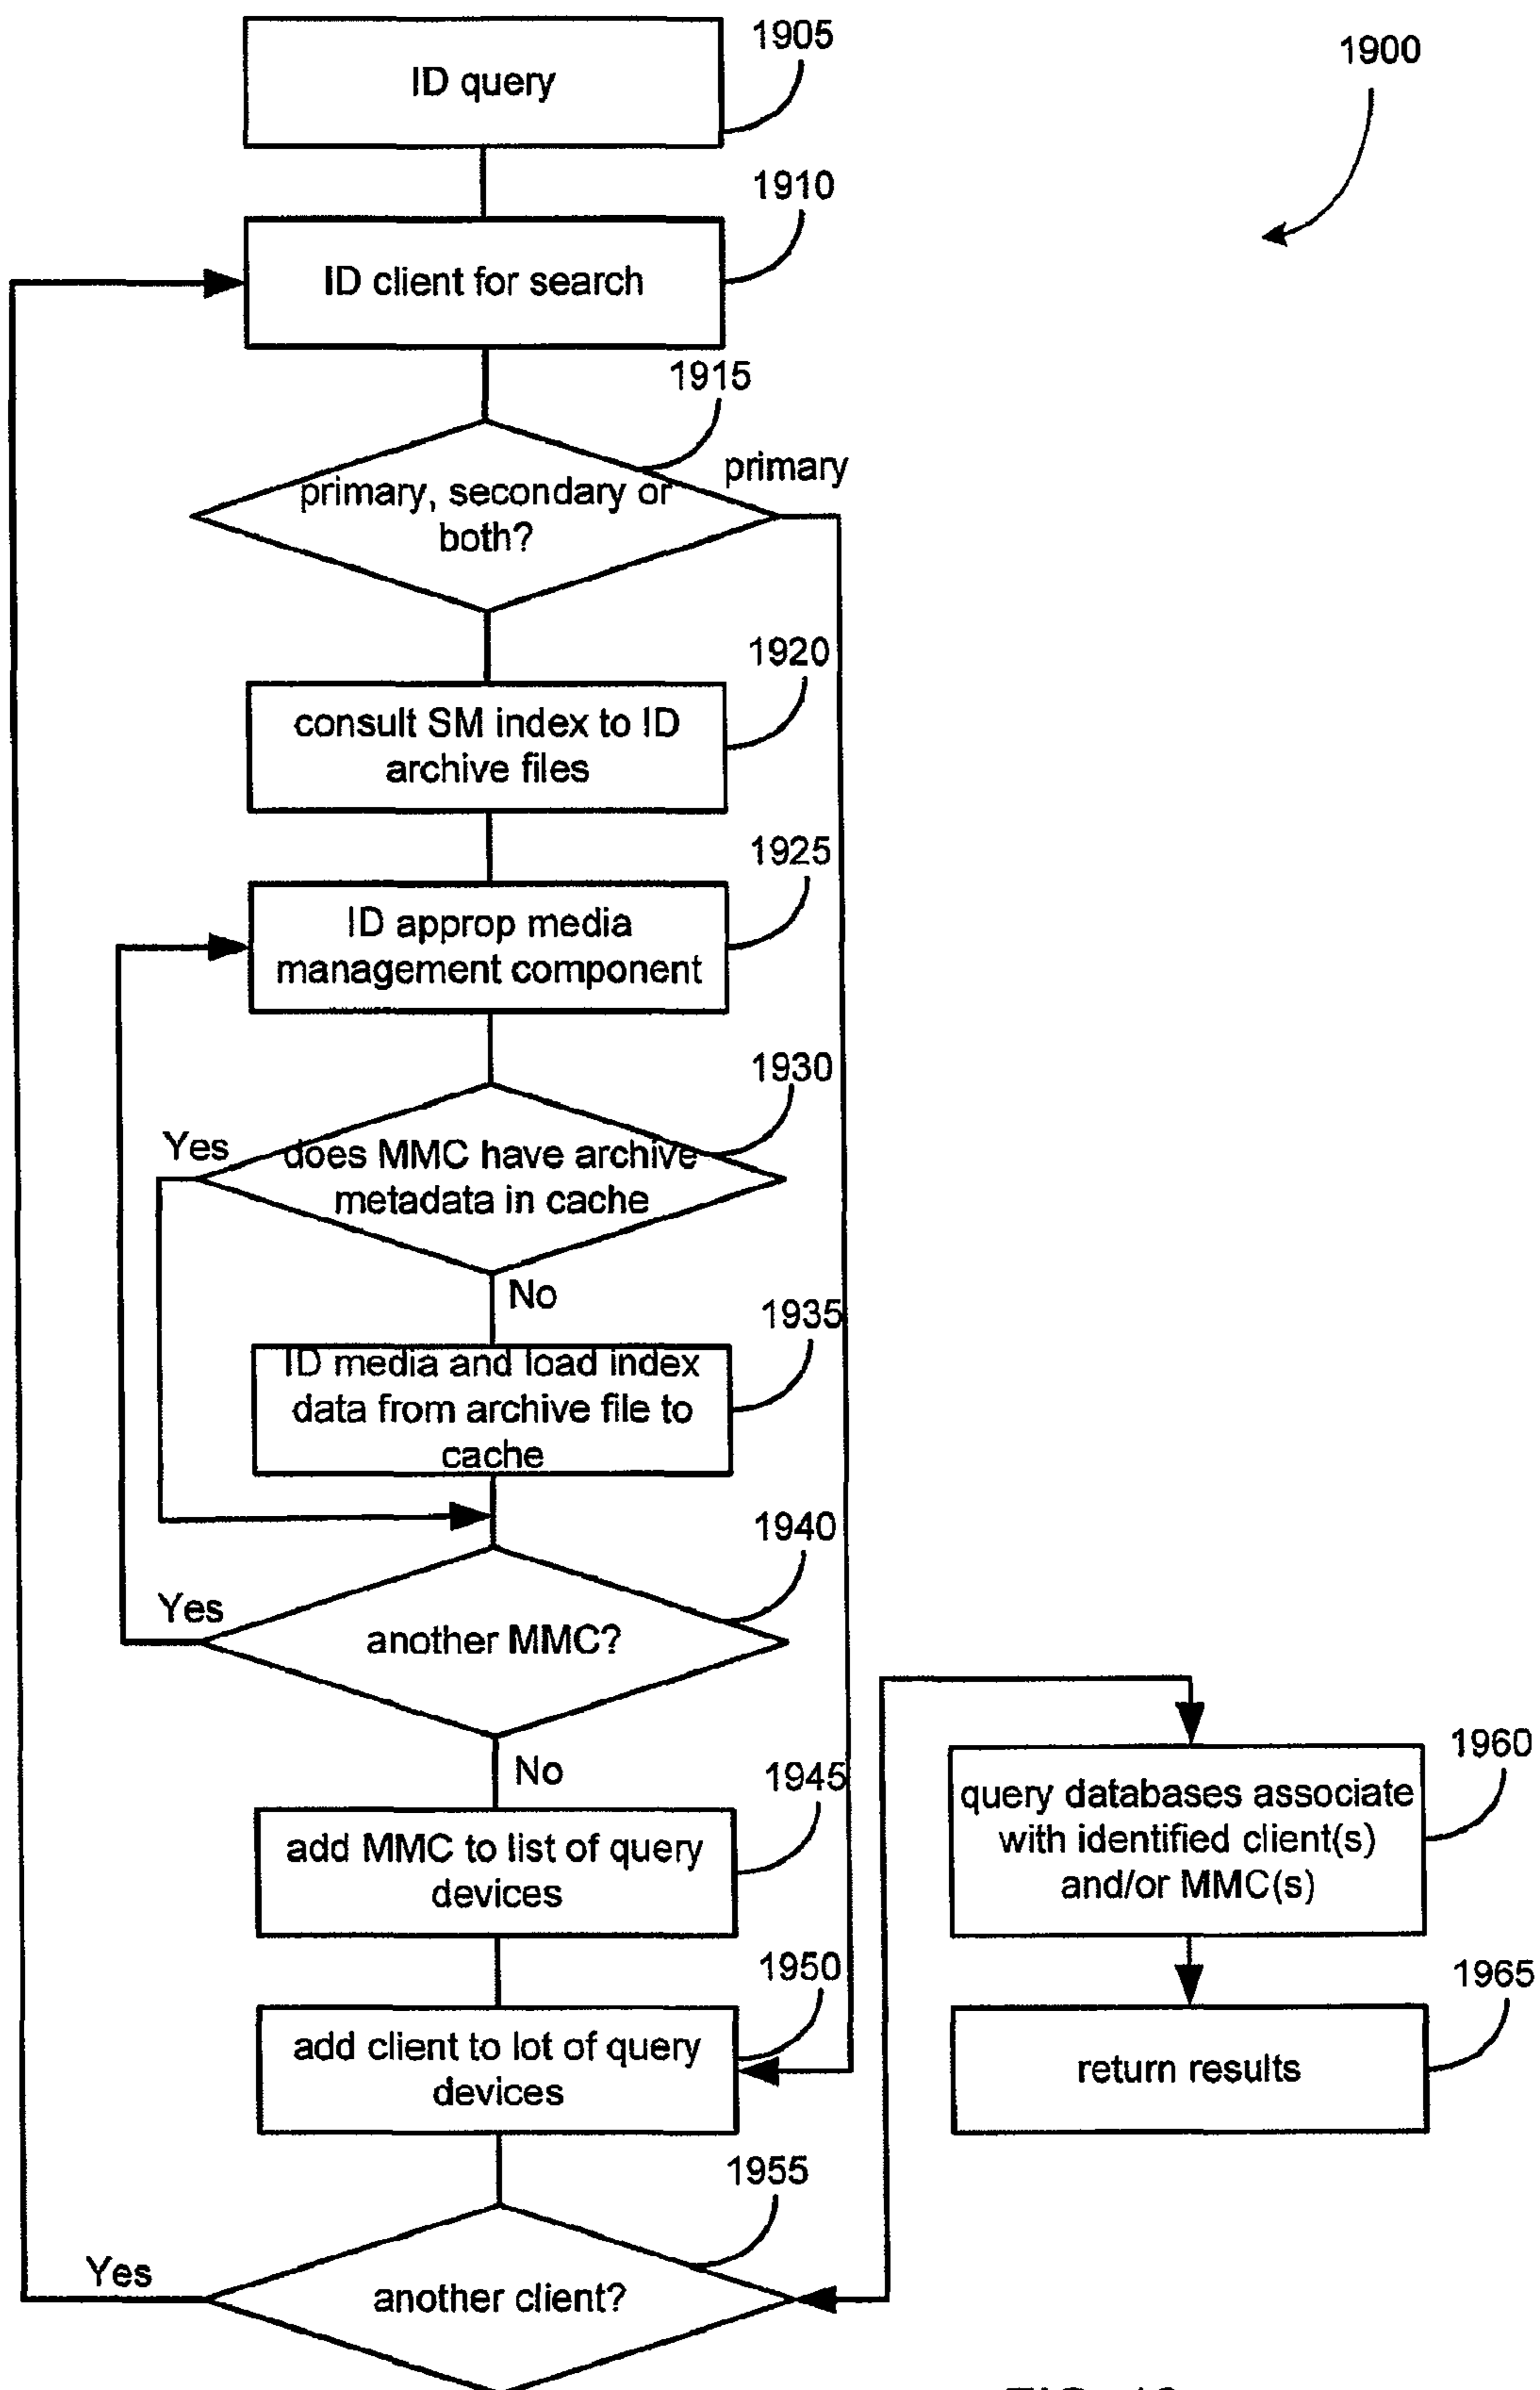 1905
1900
ID query
1910
ID client for search
1915
primary
primary, secondary or
both?
1920
consult SM index to ID
archive files
1925
ID approp media
management component
1930
Yes
does MMC have archive
metadata in cache
No
1935
ID media and load index
data from archive file to
cache
1940
Yes
another MMC?
No
1945
add MMC to list of query
devices
1950
add client to lot of query
devices
1955
Yes
another client?
1960
query databases associate
with identified client(s)
and/or MMC(s)
1965
return results